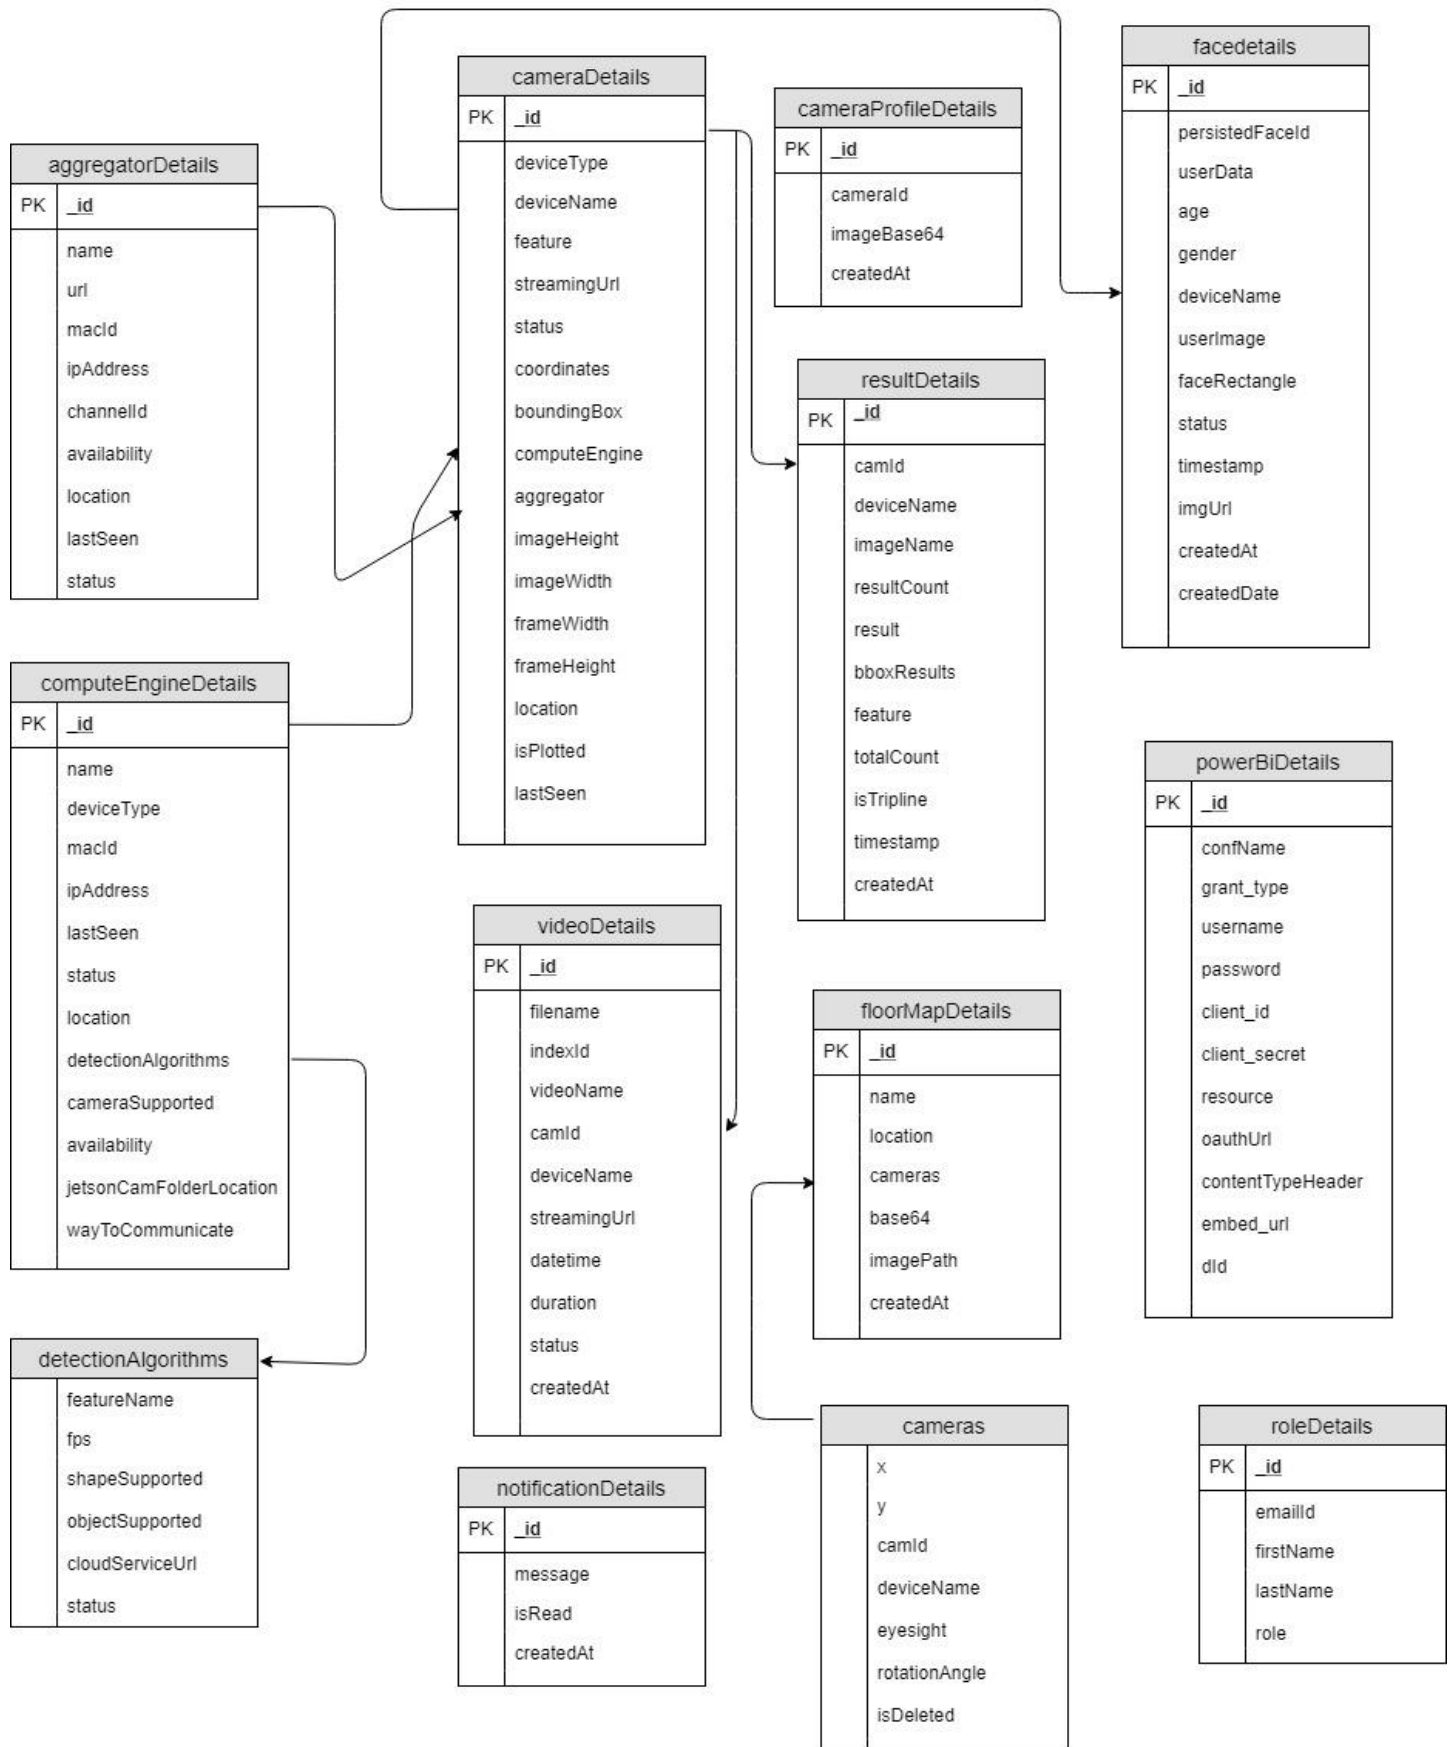 aggregatorDetails
PK _id
name
url
macId
ipAddress
channelId
availability
location
lastSeen
status
computeEngineDetails
PK _id
name
deviceType
macId
ipAddress
lastSeen
status
location
detectionAlgorithms
cameraSupported
availability
jetsonCamFolderLocation
wayToCommunicate
detectionAlgorithms
featureName
fps
shapeSupported
objectSupported
cloudServiceUrl
status
cameraDetails
PK _id
deviceType
deviceName
feature
streamingUrl
status
coordinates
boundingBox
computeEngine
aggregator
imageHeight
imageWidth
frameWidth
frameHeight
location
isPlotted
lastSeen
videoDetails
PK _id
filename
indexId
videoName
camId
deviceName
streamingUrl
datetime
duration
status
createdAt
notificationDetails
PK _id
message
isRead
createdAt
cameraProfileDetails
PK _id
cameraId
imageBase64
createdAt
resultDetails
PK _id
camId
deviceName
imageName
resultCount
result
bboxResults
feature
totalCount
isTripline
timestamp
createdAt
floorMapDetails
PK _id
name
location
cameras
base64
imagePath
createdAt
cameras
x
y
camId
deviceName
eyesight
rotationAngle
isDeleted
facedetails
PK _id
persistedFaceId
userData
age
gender
deviceName
userImage
faceRectangle
status
timestamp
imgUrl
createdAt
createdDate
powerBiDetails
PK _id
confName
grant_type
username
password
client_id
client_secret
resource
oauthUrl
contentTypeHeader
embed_url
dId
roleDetails
PK _id
emailId
firstName
lastName
role